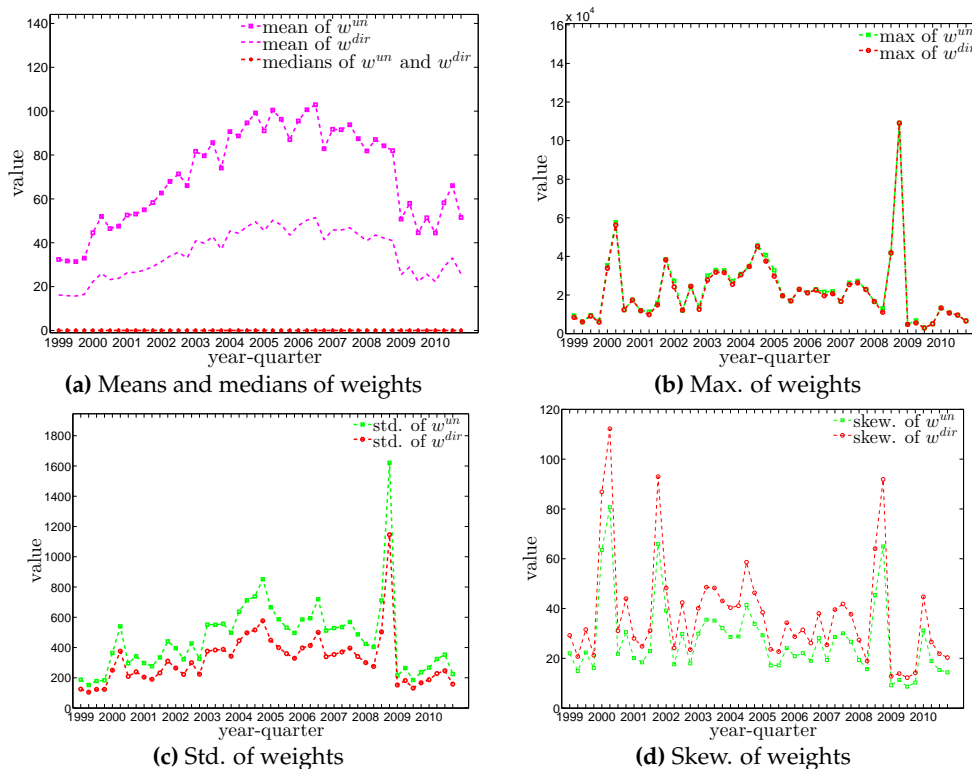 140
120
100
80
60
40
20
0
value
mean of w^un
mean of w^dir
medians of w^un and w^dir
1999 2000 2001 2002 2003 2004 2005 2006 2007 2008 2009 2010
year-quarter
(a) Means and medians of weights
16 x 10^4
14
12
10
8
6
4
2
0
value
max of w^un
max of w^dir
1999 2000 2001 2002 2003 2004 2005 2006 2007 2008 2009 2010
year-quarter
(b) Max. of weights
1800
1600
1400
1200
1000
800
600
400
200
0
value
std. of w^un
std. of w^dir
1999 2000 2001 2002 2003 2004 2005 2006 2007 2008 2009 2010
year-quarter
(c) Std. of weights
120
100
80
60
40
20
0
value
skew. of w^un
skew. of w^dir
1999 2000 2001 2002 2003 2004 2005 2006 2007 2008 2009 2010
year-quarter
(d) Skew. of weights